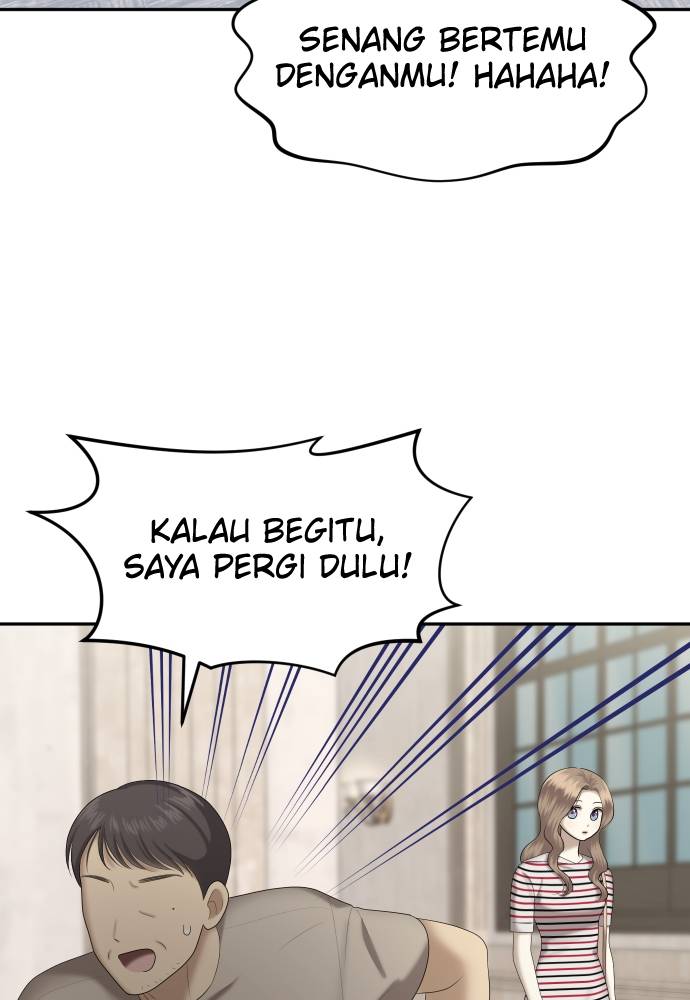 SENANG BERTEMU
DENGANMU! HAHAHA!
KALAU BEGITU,
SAYA PERGI DULU!